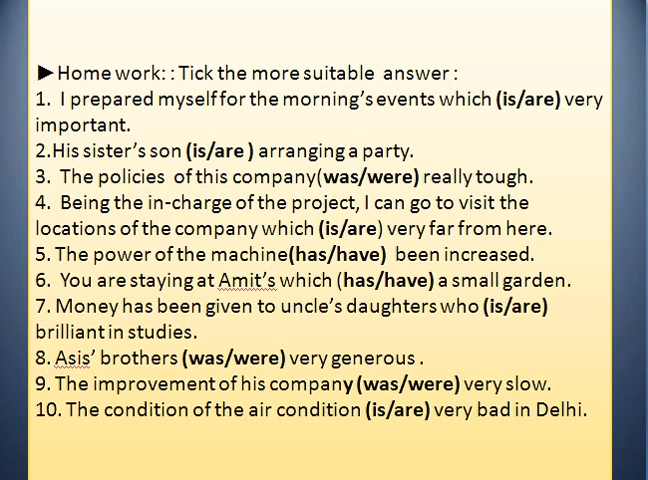 ►Home work: : Tick the more suitable answer :
1. I prepared myself for the morning’s events which (is/are) very
important.
2.His sister’s son (is/are ) arranging a party.
3. The policies of this company(was/were) really tough.
4. Being the in-charge of the project, I can go to visit the
locations of the company which (is/are) very far from here.
5. The power of the machine(has/have) been increased.
6. You are staying at Amit’s which (has/have) a small garden.
7. Money has been given to uncle’s daughters who (is/are)
brilliant in studies.
8. Asis’ brothers (was/were) very generous .
9. The improvement of his company (was/were) very slow.
10. The condition of the air condition (is/are) very bad in Delhi.